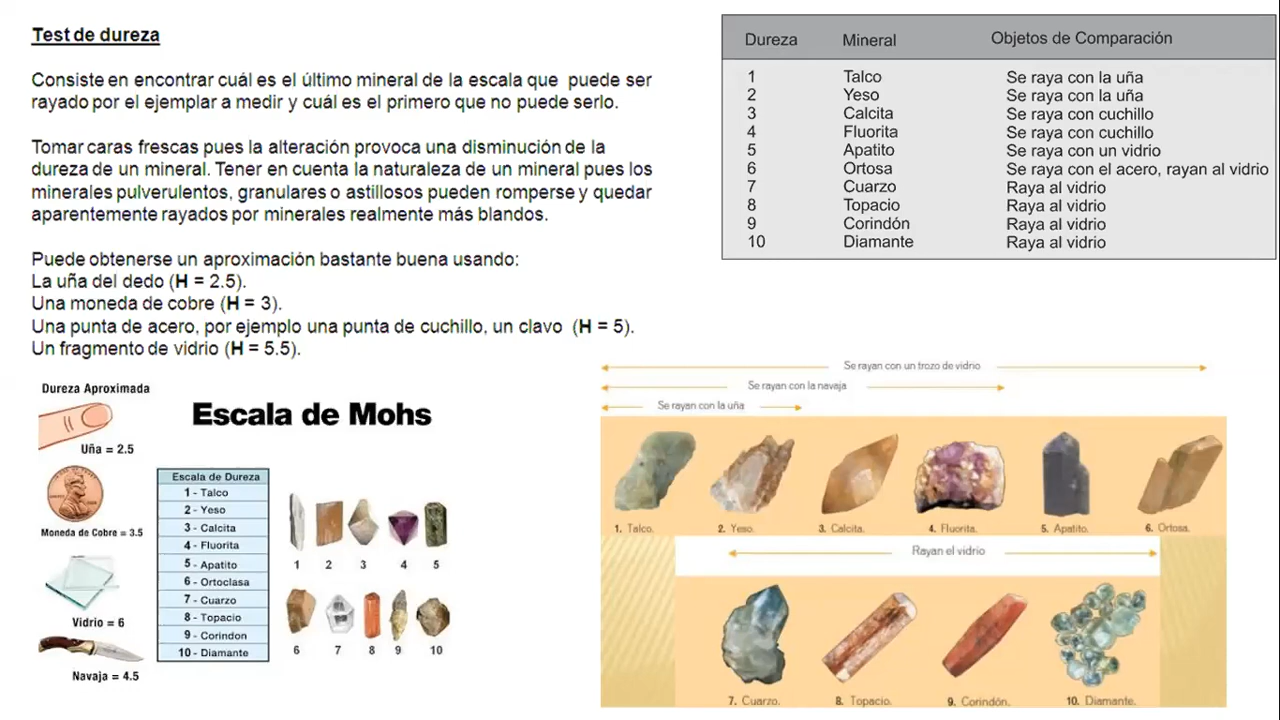 Test de dureza
Consiste en encontrar cuál es el último mineral de la escala que puede ser
rayado por el ejemplar a medir y cuál es el primero que no puede serlo.
Tomar caras frescas pues la alteración provoca una disminución de la
dureza de un mineral. Tener en cuenta la naturaleza de un mineral pues los
minerales pulverulentos, granulares o astillosos pueden romperse y quedar
aparentemente rayados por minerales realmente más blandos.
Puede obtenerse un aproximación bastante buena usando:
La uña del dedo (H = 2.5).
Una moneda de cobre (H = 3).
Una punta de acero, por ejemplo una punta de cuchillo, un clavo (H = 5).
Un fragmento de vidrio (H = 5.5).
Dureza Mineral Objetos de Comparación
1 Talco Se raya con la uña
2 Yeso Se raya con la uña
3 Calcita Se raya con cuchillo
4 Fluorita Se raya con cuchillo
5 Apatito Se raya con un vidrio
6 Ortosa Se raya con el acero, rayan al vidrio
7 Cuarzo Raya al vidrio
8 Topacio Raya al vidrio
9 Corindón Raya al vidrio
10 Diamante Raya al vidrio
Dureza Aproximada
Uña = 2.5
Moneda de Cobre = 3.5
Vidrio = 6
Navaja = 4.5
Escala de Mohs
Escala de Dureza
1 - Talco
2 - Yeso
3 - Calcita
4 - Fluorita
5 - Apatito
6 - Ortoclasa
7 - Cuarzo
8 - Topacio
9 - Corindon
10 - Diamante
1 2 3 4 5
6 7 8 9 10
Se rayan con un trozo de vidrio
Se rayan con la navaja
Se rayan con la uña
1. Talco. 2. Yeso. 3. Calcita. 4. Fluorita. 5. Apatito. 6. Ortosa.
Rayan el vidrio
7. Cuarzo. 8. Topacio. 9. Corindón. 10. Diamante.